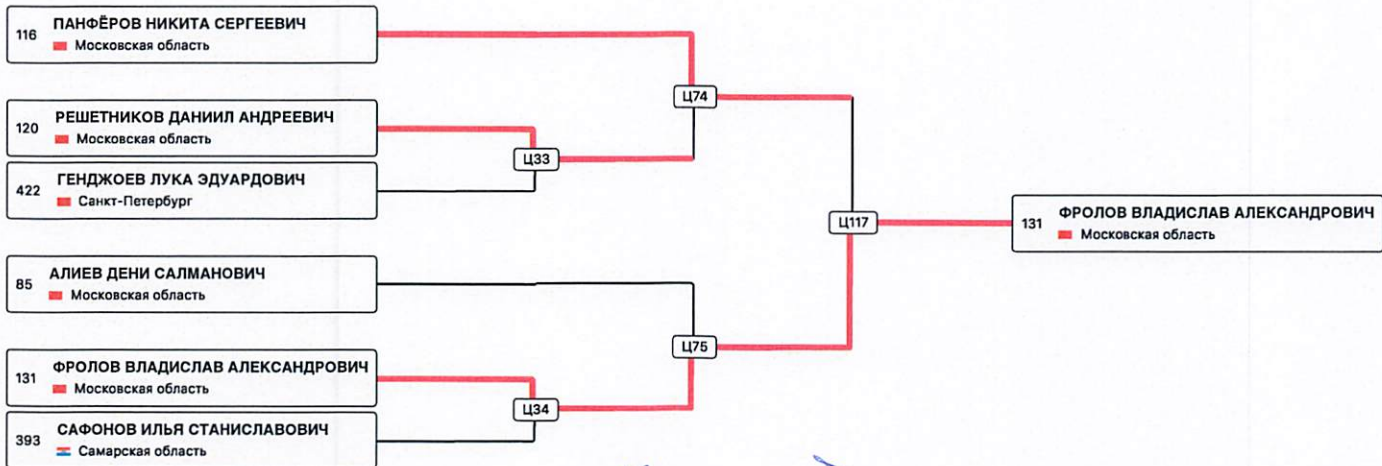 116 ПАНФЁРОВ НИКИТА СЕРГЕЕВИЧ
Московская область
120 РЕШЕТНИКОВ ДАНИИЛ АНДРЕЕВИЧ
Московская область
422 ГЕНДЖОЕВ ЛУКА ЭДУАРДОВИЧ
Санкт-Петербург
85 АЛИЕВ ДЕНИ САЛМАНОВИЧ
Московская область
131 ФРОЛОВ ВЛАДИСЛАВ АЛЕКСАНДРОВИЧ
Московская область
393 САФОНОВ ИЛЬЯ СТАНИСЛАВОВИЧ
Самарская область
Ц33
Ц34
Ц74
Ц75
Ц117
131 ФРОЛОВ ВЛАДИСЛАВ АЛЕКСАНДРОВИЧ
Московская область